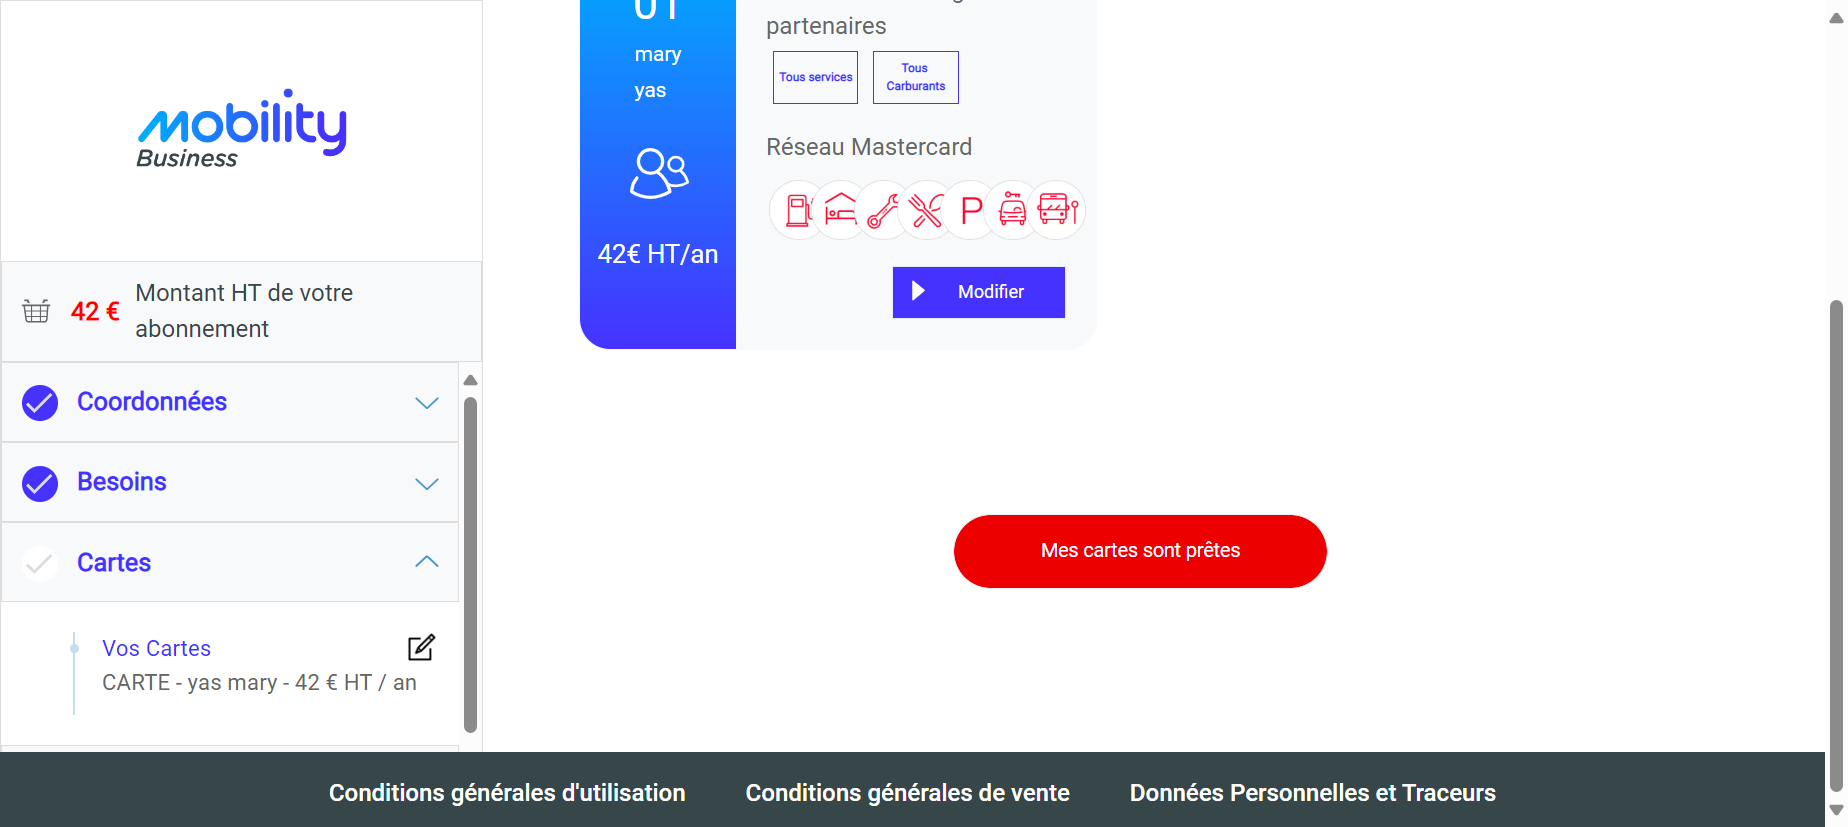 mobility
Business
42 €
Montant HT de votre
abonnement
Coordonnées
Besoins
Cartes
Vos Cartes
CARTE - yas mary - 42 € HT / an
01
mary
yas
42€ HT/an
partenaires
Tous services
Tous
Carburants
Réseau Mastercard
P
Modifier
Mes cartes sont prêtes
Conditions générales d'utilisation
Conditions générales de vente
Données Personnelles et Traceurs